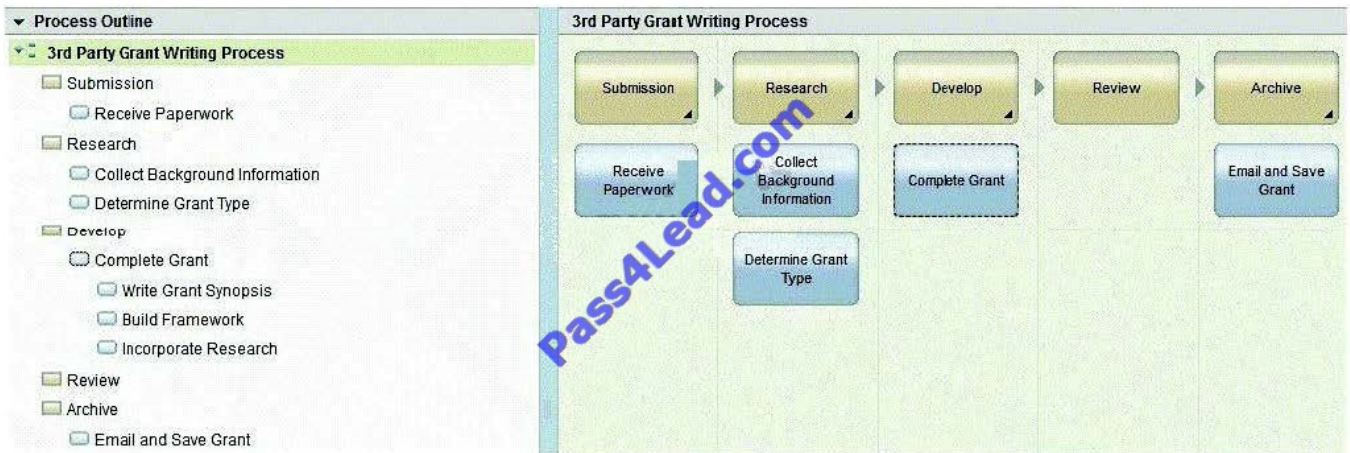 Process Outline
3rd Party Grant Writing Process
Submission
Receive Paperwork
Research
Collect Background Information
Determine Grant Type
Develop
Complete Grant
Write Grant Synopsis
Build Framework
Incorporate Research
Review
Archive
Email and Save Grant
3rd Party Grant Writing Process
Submission
Research
Develop
Review
Archive
Receive
Paperwork
Collect
Background
Information
Complete Grant
Email and Save
Grant
Determine Grant
Type
Pass4Lead.com